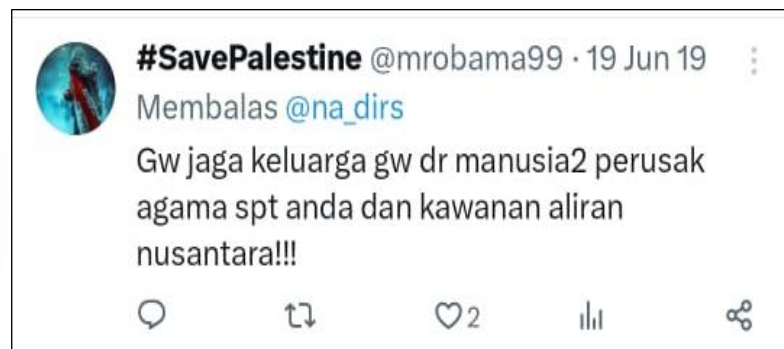 #SavePalestine @mrobama99 · 19 Jun 19
Membalas @na_dirs
Gw jaga keluarga gw dr manusia2 perusak
agama spt anda dan kawanan aliran
nusantara!!!
2